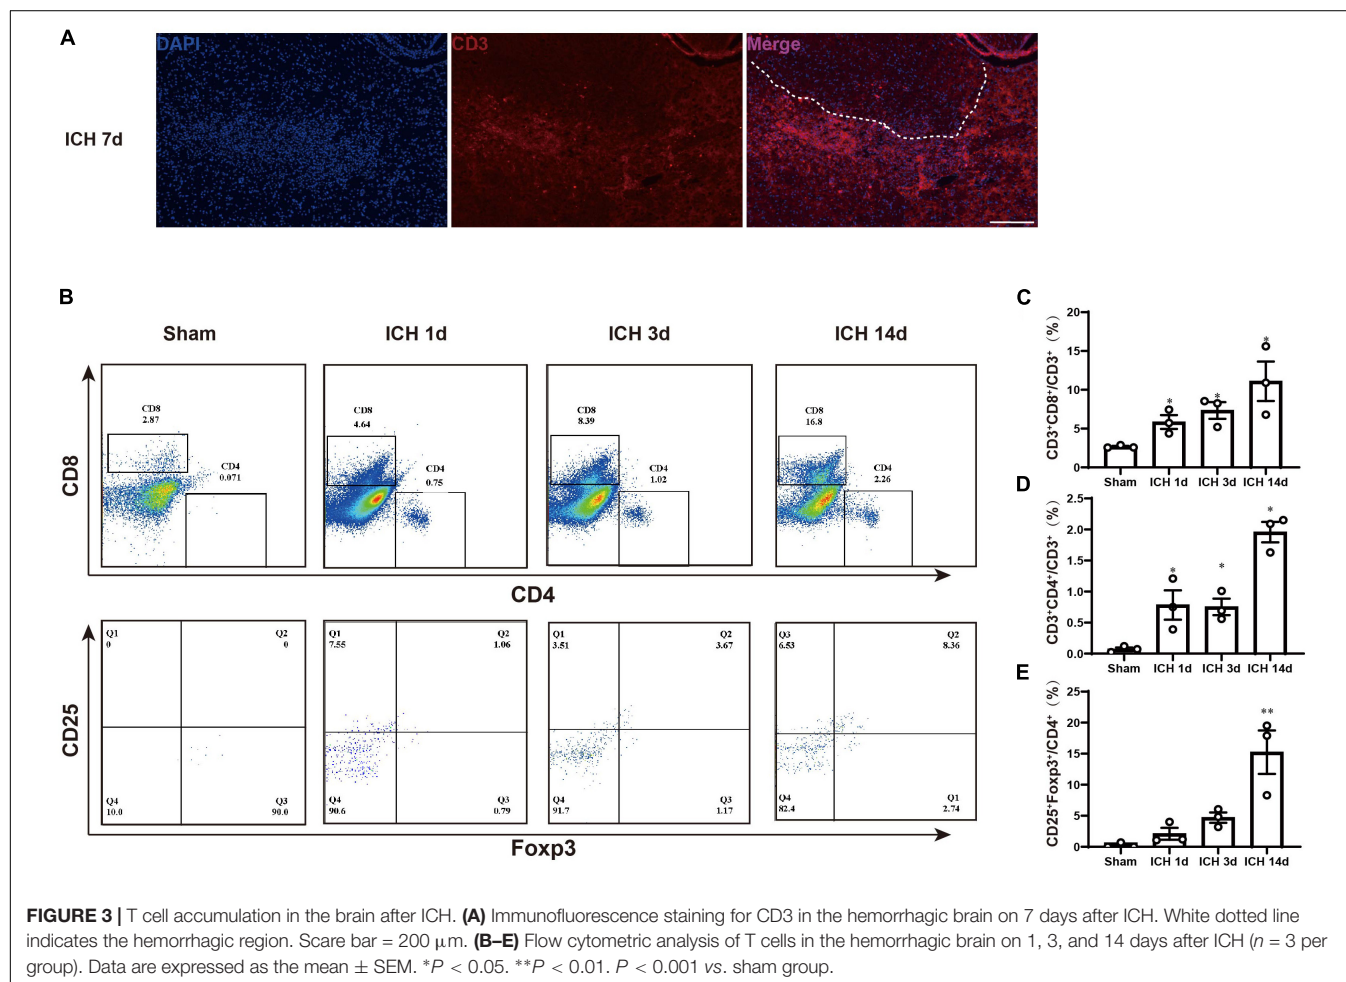 A
DAPI
CD3
Merge
ICH 7d
B
Sham
ICH 1d
ICH 3d
ICH 14d
CD8
2.87
CD4
0.071
CD8
4.64
CD4
0.75
CD8
8.39
CD4
1.02
CD8
16.8
CD4
2.26
CD8
CD4
Q1
0
Q2
0
Q4
10.0
Q3
90.0
Q1
7.55
Q2
1.06
Q4
90.6
Q3
0.79
Q1
3.51
Q2
3.67
Q4
91.7
Q3
1.17
Q3
6.53
Q2
8.36
Q4
82.4
Q1
2.74
CD25
Foxp3
C
CD3⁺CD8⁺/CD3⁺ (%)
20
15
10
5
0
* * *
Sham ICH 1d ICH 3d ICH 14d
D
CD3⁺CD4⁺/CD3⁺ (%)
2.5
2.0
1.5
1.0
0.5
0.0
* * *
Sham ICH 1d ICH 3d ICH 14d
E
CD25⁺Foxp3⁺/CD4⁺ (%)
25
20
15
10
5
0
**
Sham ICH 1d ICH 3d ICH 14d
FIGURE 3 | T cell accumulation in the brain after ICH. (A) Immunofluorescence staining for CD3 in the hemorrhagic brain on 7 days after ICH. White dotted line
indicates the hemorrhagic region. Scare bar = 200 μm. (B–E) Flow cytometric analysis of T cells in the hemorrhagic brain on 1, 3, and 14 days after ICH (n = 3 per
group). Data are expressed as the mean ± SEM. *P < 0.05. **P < 0.01. P < 0.001 vs. sham group.